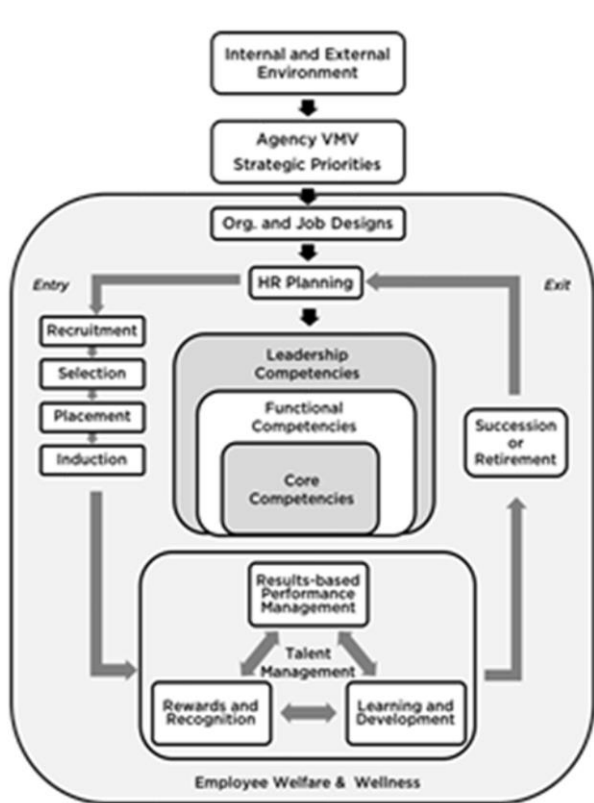 Internal and External
Environment
Agency VMV
Strategic Priorities
Org. and Job Designs
Entry
HR Planning
Exit
Recruitment
Selection
Placement
Induction
Leadership
Competencies
Functional
Competencies
Core
Competencies
Succession
or
Retirement
Results-based
Performance
Management
Talent
Management
Rewards and
Recognition
Learning and
Development
Employee Welfare & Wellness